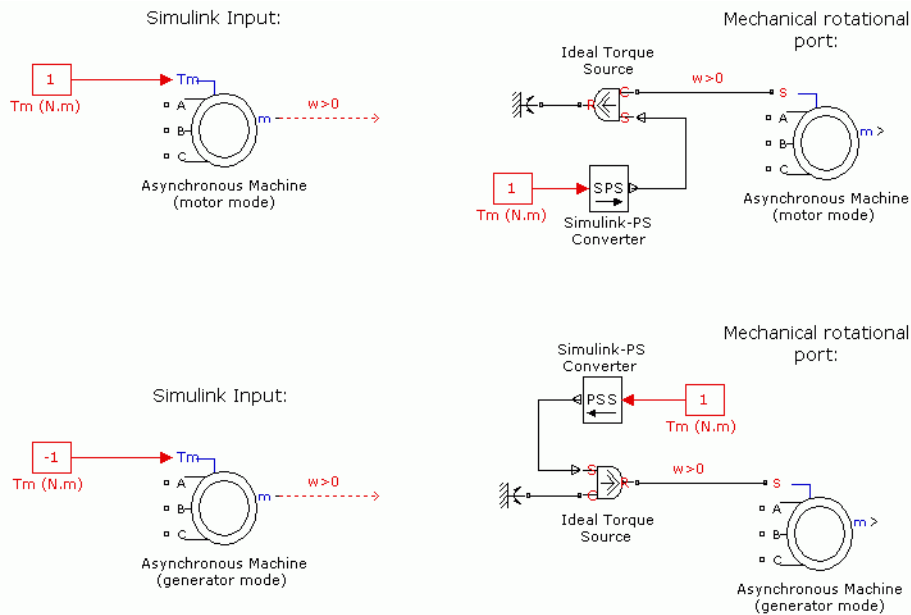 Simulink Input:
1
Tm (N.m)
Tm
A
B
C
m
w>0
Asynchronous Machine
(motor mode)
Mechanical rotational
port:
Ideal Torque
Source
R
C
S
w>0
1
Tm (N.m)
SPS
Simulink-PS
Converter
S
A
B
C
m
Asynchronous Machine
(motor mode)
Simulink Input:
-1
Tm (N.m)
Tm
A
B
C
m
w>0
Asynchronous Machine
(generator mode)
Mechanical rotational
port:
Simulink-PS
Converter
PSS
1
Tm (N.m)
S
C
R
w>0
Ideal Torque
Source
S
A
B
C
m
Asynchronous Machine
(generator mode)